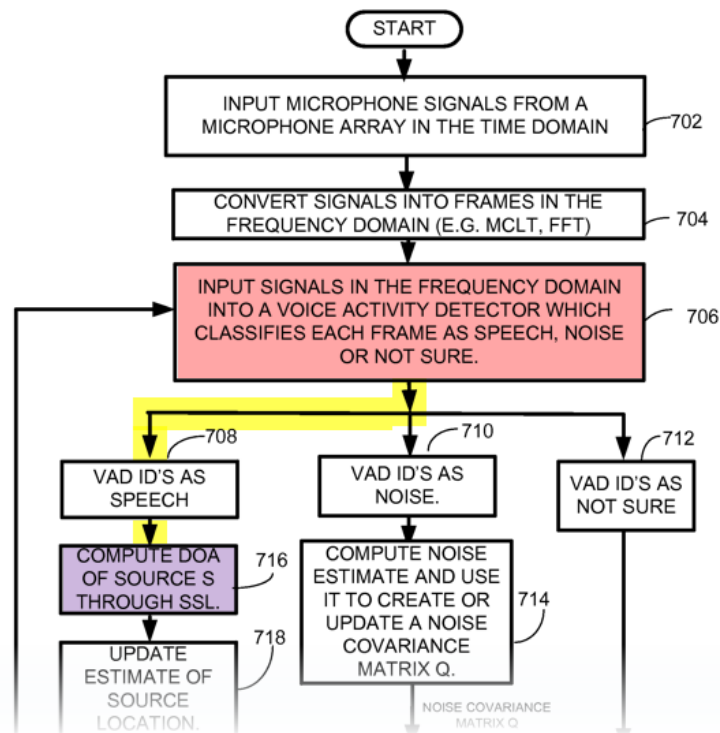 START
INPUT MICROPHONE SIGNALS FROM A
MICROPHONE ARRAY IN THE TIME DOMAIN
702
CONVERT SIGNALS INTO FRAMES IN THE
FREQUENCY DOMAIN (E.G. MCLT, FFT)
704
INPUT SIGNALS IN THE FREQUENCY DOMAIN
INTO A VOICE ACTIVITY DETECTOR WHICH
CLASSIFIES EACH FRAME AS SPEECH, NOISE
OR NOT SURE.
706
708
VAD ID'S AS
SPEECH
710
VAD ID'S AS
NOISE.
712
VAD ID'S AS
NOT SURE
COMPUTE DOA
OF SOURCE S
THROUGH SSL.
716
COMPUTE NOISE
ESTIMATE AND USE
IT TO CREATE OR
UPDATE A NOISE
COVARIANCE
MATRIX Q.
714
718
UPDATE
ESTIMATE OF
SOURCE
LOCATION.
NOISE COVARIANCE
MATRIX Q